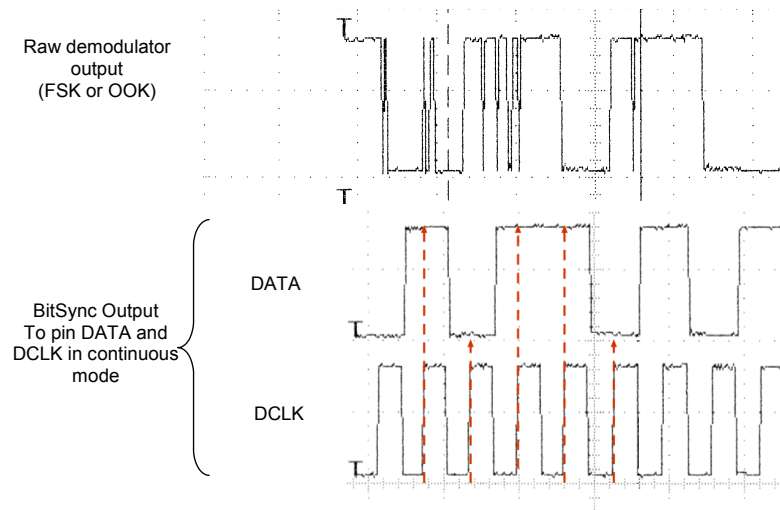 Raw demodulator
output
(FSK or OOK)
BitSync Output
To pin DATA and
DCLK in continuous
mode
DATA
DCLK